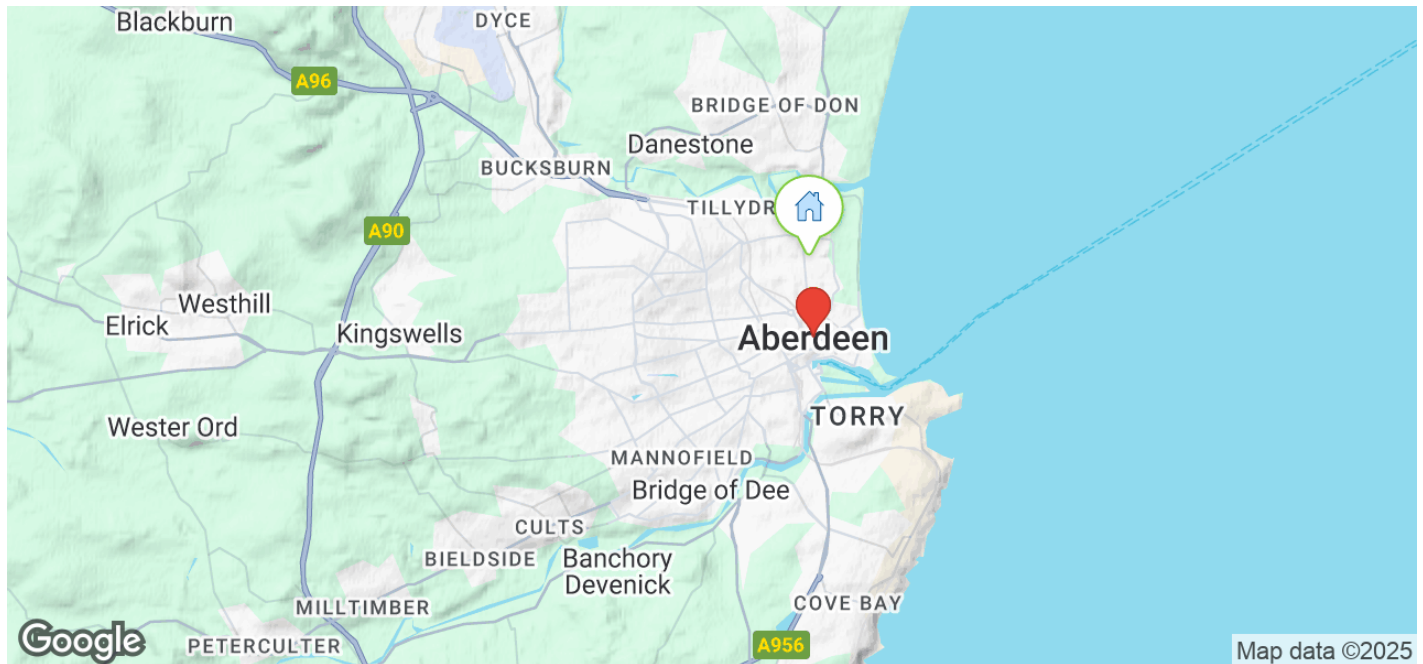 Blackburn
DYCE
A96
BRIDGE OF DON
Danestone
BUCKSBURN
TILLYDR
A90
Westhill
Elrick
Kingswells
Aberdeen
TORRY
Wester Ord
MANNOFIELD
Bridge of Dee
CULTS
BIELDSIDE
Banchory
Devenick
MILLTIMBER
COVE BAY
PETERCULTER
A956
Google
Map data ©2025